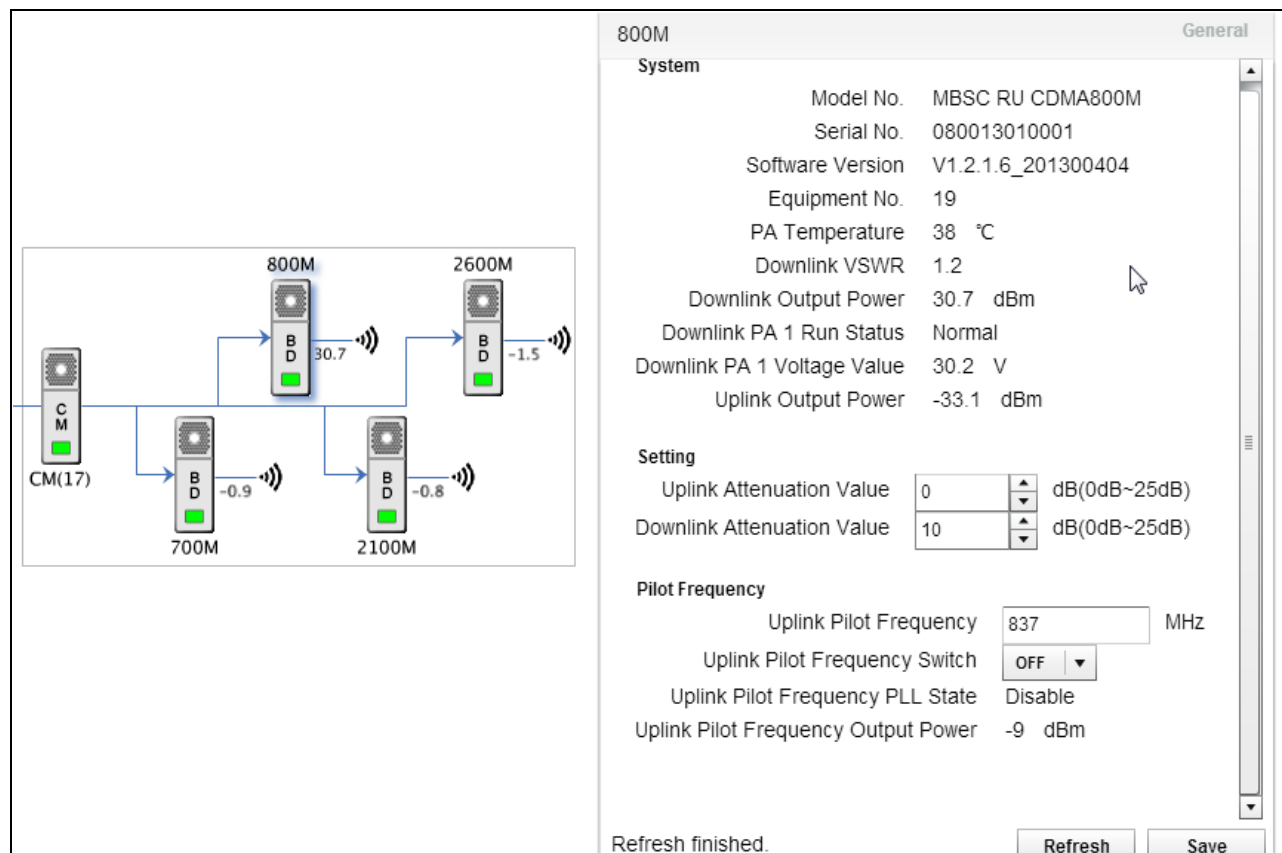 800M
2600M
B
D
30.7
B
D
-1.5
C
M
CM(17)
B
D
-0.9
B
D
-0.8
700M
2100M
800M General
System
Model No. MBSC RU CDMA800M
Serial No. 080013010001
Software Version V1.2.1.6_201300404
Equipment No. 19
PA Temperature 38 ℃
Downlink VSWR 1.2
Downlink Output Power 30.7 dBm
Downlink PA 1 Run Status Normal
Downlink PA 1 Voltage Value 30.2 V
Uplink Output Power -33.1 dBm
Setting
Uplink Attenuation Value 0 dB(0dB~25dB)
Downlink Attenuation Value 10 dB(0dB~25dB)
Pilot Frequency
Uplink Pilot Frequency 837 MHz
Uplink Pilot Frequency Switch OFF
Uplink Pilot Frequency PLL State Disable
Uplink Pilot Frequency Output Power -9 dBm
Refresh finished. Refresh Save